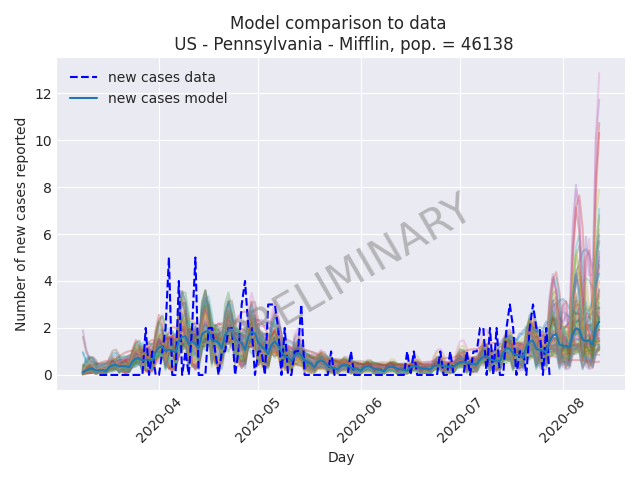 Model comparison to data
US - Pennsylvania - Mifflin, pop. = 46138
new cases data
new cases model
Number of new cases reported
12
10
8
6
4
2
0
PRELIMINARY
2020-04
2020-05
2020-06
2020-07
2020-08
Day